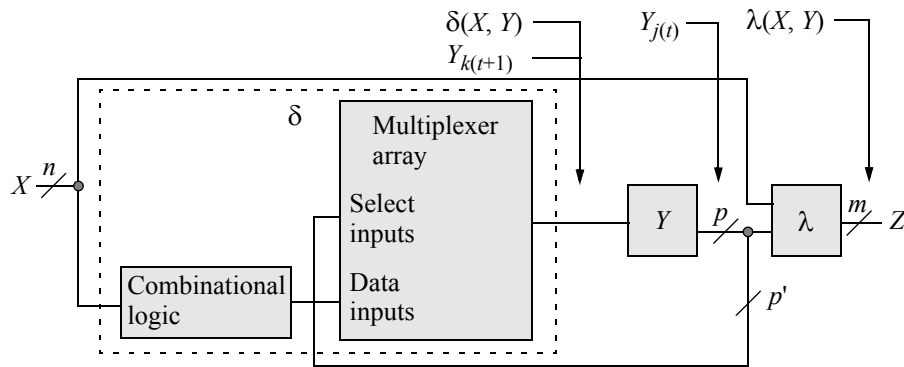 δ(X, Y)
Y_{k(t+1)}
Y_{j(t)}
λ(X, Y)
δ
Multiplexer
array
X
n
Select
inputs
Y
p
λ
m
Z
Combinational
logic
Data
inputs
p'